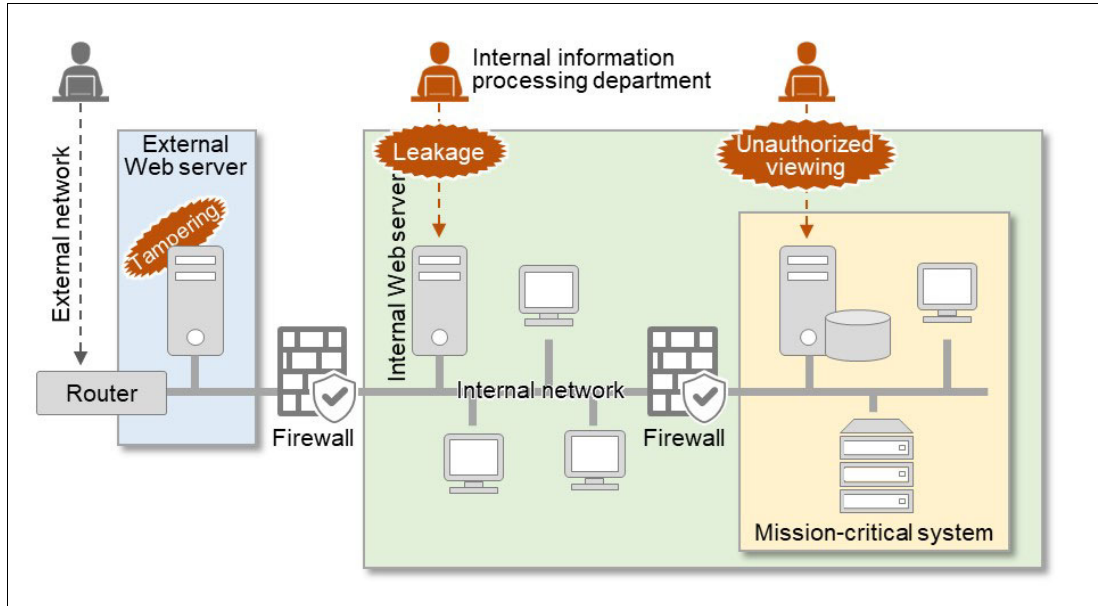 Internal information
processing department
External
Web server
Leakage
Unauthorized
viewing
External network
Tampering
Internal Web server
Router
Internal network
Firewall
Firewall
Mission-critical system